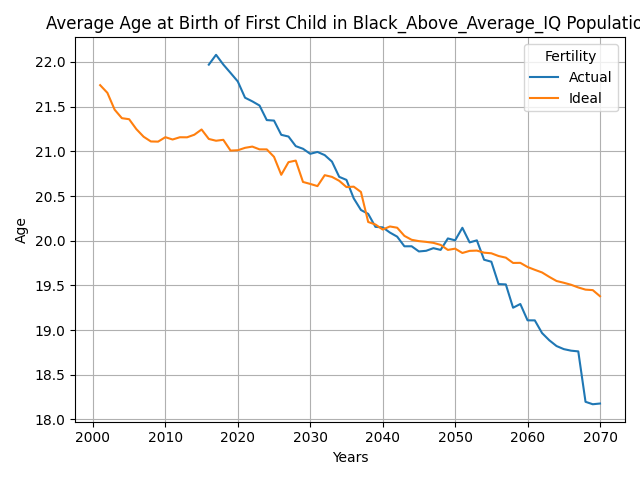 Average Age at Birth of First Child in Black_Above_Average_IQ Populatio
Fertility
Actual
Ideal
Age
22.0
21.5
21.0
20.5
20.0
19.5
19.0
18.5
18.0
2000 2010 2020 2030 2040 2050 2060 2070
Years